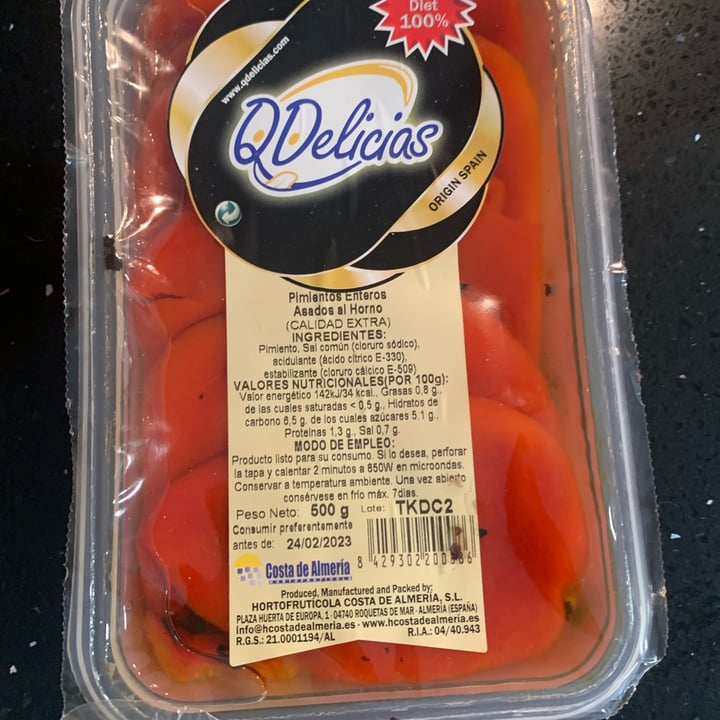 Diet
100%
www.qdelicias.com
QDelicias
ORIGIN SPAIN
Pimientos Enteros
Asados al Horno
(CALIDAD EXTRA)
INGREDIENTES:
Pimiento, Sal común (cloruro sódico),
acidulante (ácido cítrico E-330),
estabilizante (cloruro cálcico E-509)
VALORES NUTRICIONALES(POR 100g):
Valor energético 142kJ/34 kcal., Grasas 0,8 g.,
de las cuales saturadas < 0,5 g., Hidratos de
carbono 6,5 g. de los cuales azúcares 5,1 g.,
Proteínas 1,3 g., Sal 0,7 g.
MODO DE EMPLEO:
Producto listo para su consumo. Si lo desea, perforar
la tapa y calentar 2 minutos a 850W en microondas.
Conservar a temperatura ambiente. Una vez abierto
consérvese en frío máx. 7días.
Peso Neto: 500 g Lote: TKDC2
Consumir preferentemente
antes de: 24/02/2023
8 429302200
Costa de Almería
HORTOFRUTÍCOLA
Produced, Manufactured and Packed by:
HORTOFRUTÍCOLA COSTA DE ALMERÍA, S.L.
PLAZA HUERTA DE EUROPA, 1· 04740 ROQUETAS DE MAR · ALMERIA (ESPAÑA)
info@hcostadealmeria.es · www.hcostadealmeria.es
R.G.S.: 21.0001194/AL R.I.A.: 04/40.943